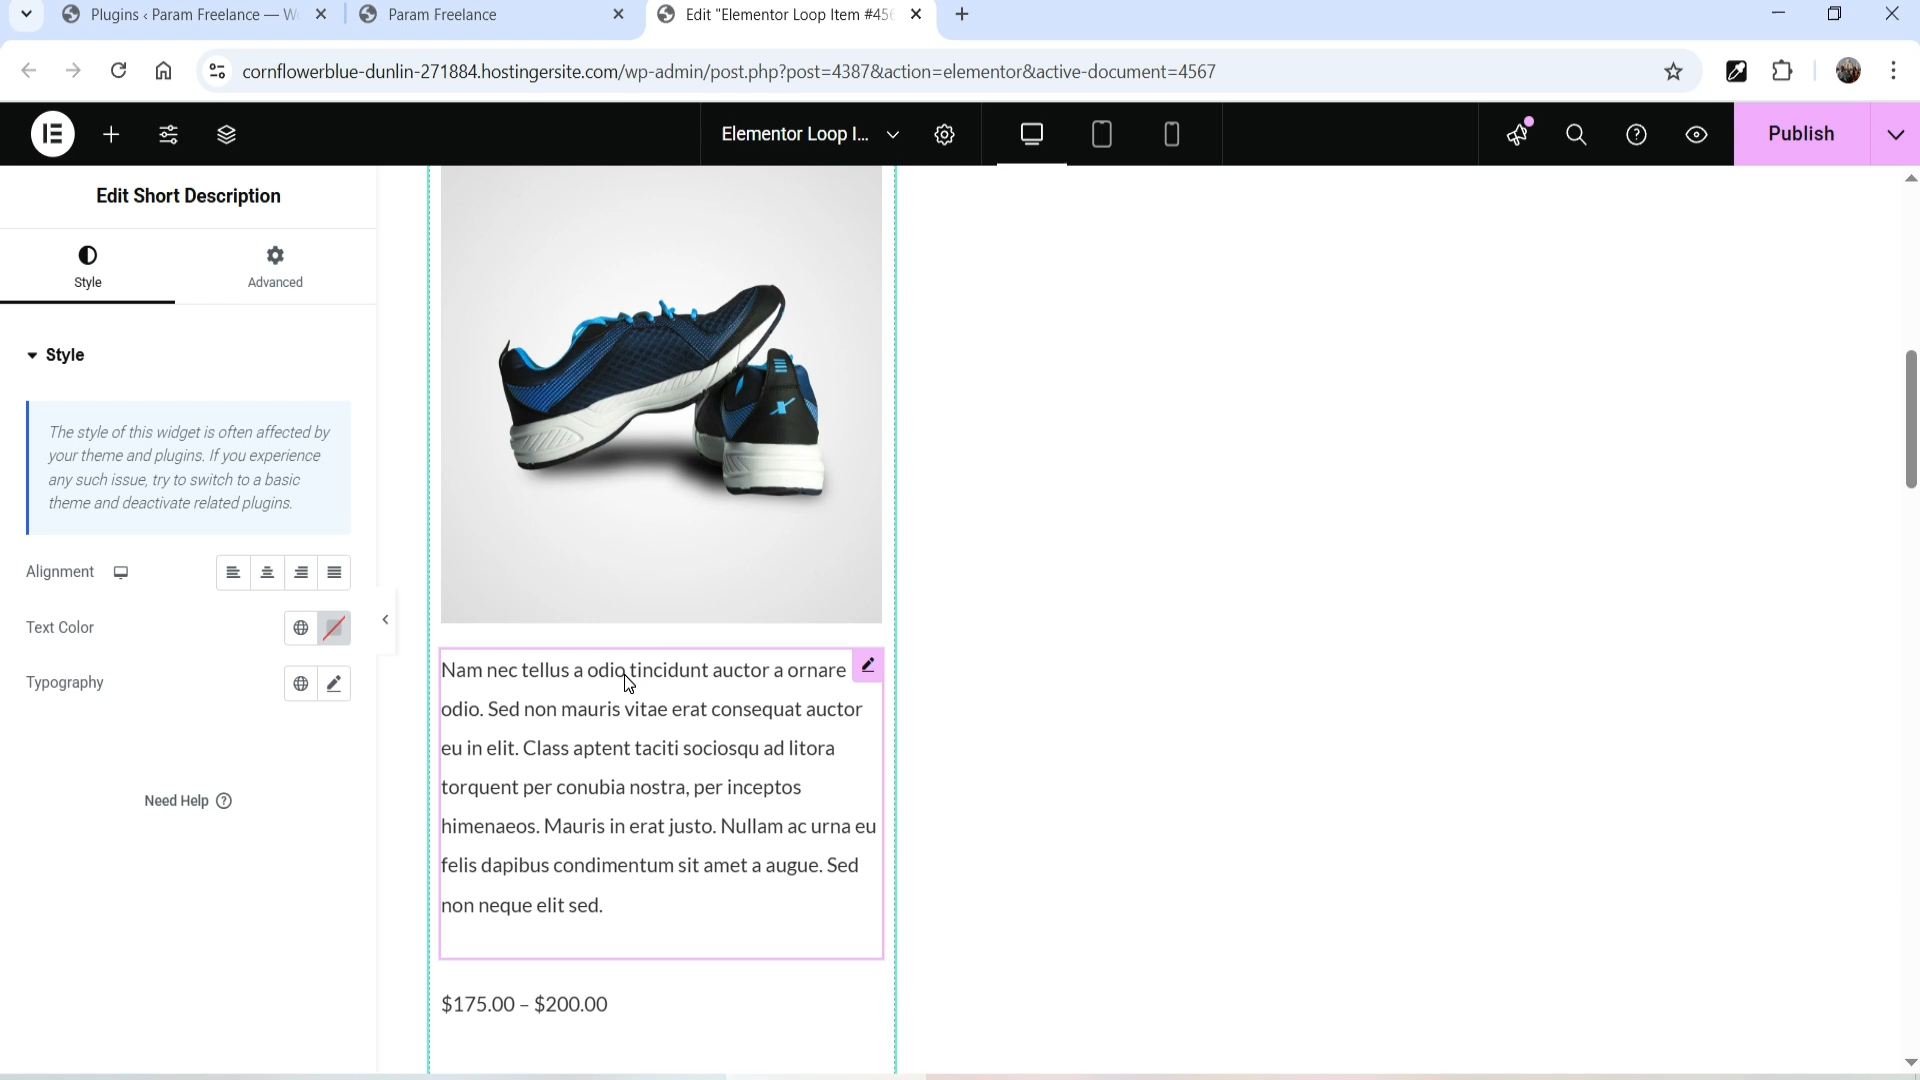 Plugins ‹ Param Freelance — W
Param Freelance
Edit "Elementor Loop Item #456
cornflowerblue-dunlin-271884.hostingersite.com/wp-admin/post.php?post=4387&action=elementor&active-document=4567
Elementor Loop I...
Publish
Edit Short Description
Style
Advanced
Style
The style of this widget is often affected by
your theme and plugins. If you experience
any such issue, try to switch to a basic
theme and deactivate related plugins.
Alignment
Text Color
Typography
Need Help
Nam nec tellus a odio tincidunt auctor a ornare
odio. Sed non mauris vitae erat consequat auctor
eu in elit. Class aptent taciti sociosqu ad litora
torquent per conubia nostra, per inceptos
himenaeos. Mauris in erat justo. Nullam ac urna eu
felis dapibus condimentum sit amet a augue. Sed
non neque elit sed.
$175.00 – $200.00